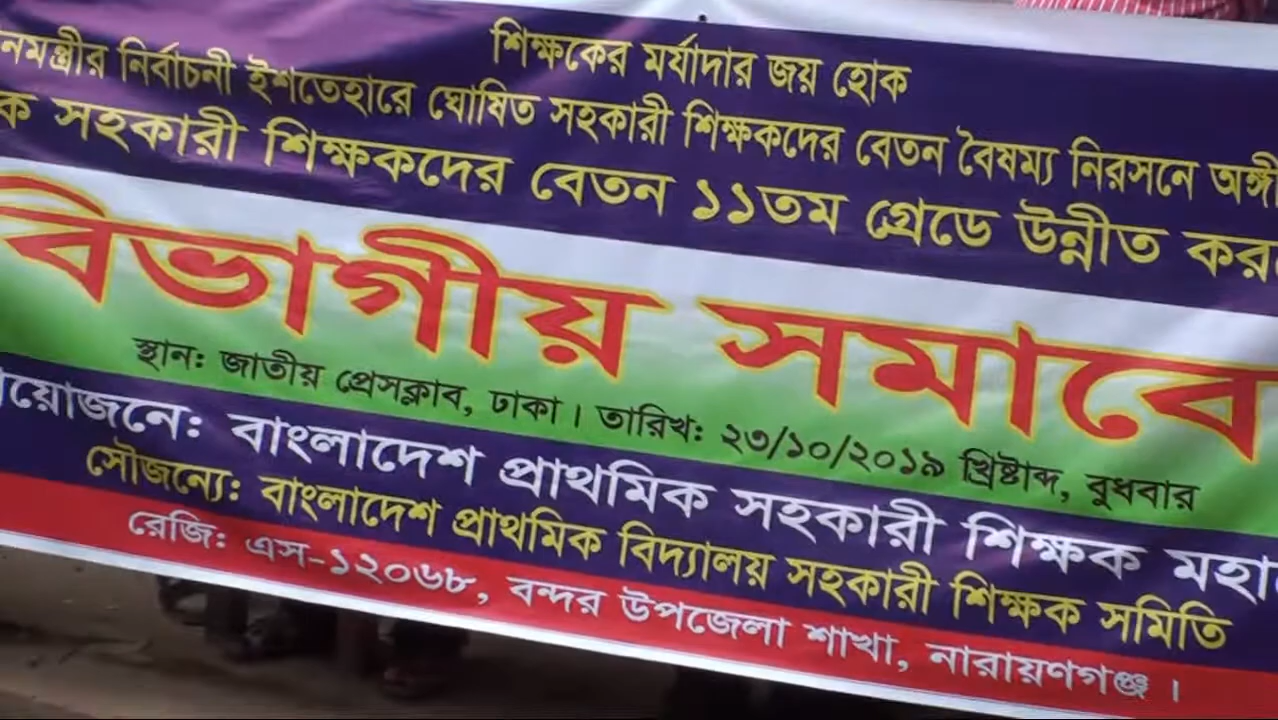 শিক্ষকের মর্যাদার জয় হোক
নমন্ত্রীর নির্বাচনী ইশতেহারে ঘোষিত সহকারী শিক্ষকদের বেতন বৈষম্য নিরসনে অঙ্গী
ক সহকারী শিক্ষকদের বেতন ১১তম গ্রেডে উন্নীত কর
বিভাগীয় সমাবে
স্থান: জাতীয় প্রেসক্লাব, ঢাকা। তারিখ: ২৩/১০/২০১৯ খ্রিষ্টাব্দ, বুধবার
য়োজনে: বাংলাদেশ প্রাথমিক সহকারী শিক্ষক মহা
সৌজন্যে: বাংলাদেশ প্রাথমিক বিদ্যালয় সহকারী শিক্ষক সমিতি
রেজি: এস-১২০৬৮, বন্দর উপজেলা শাখা, নারায়ণগঞ্জ।